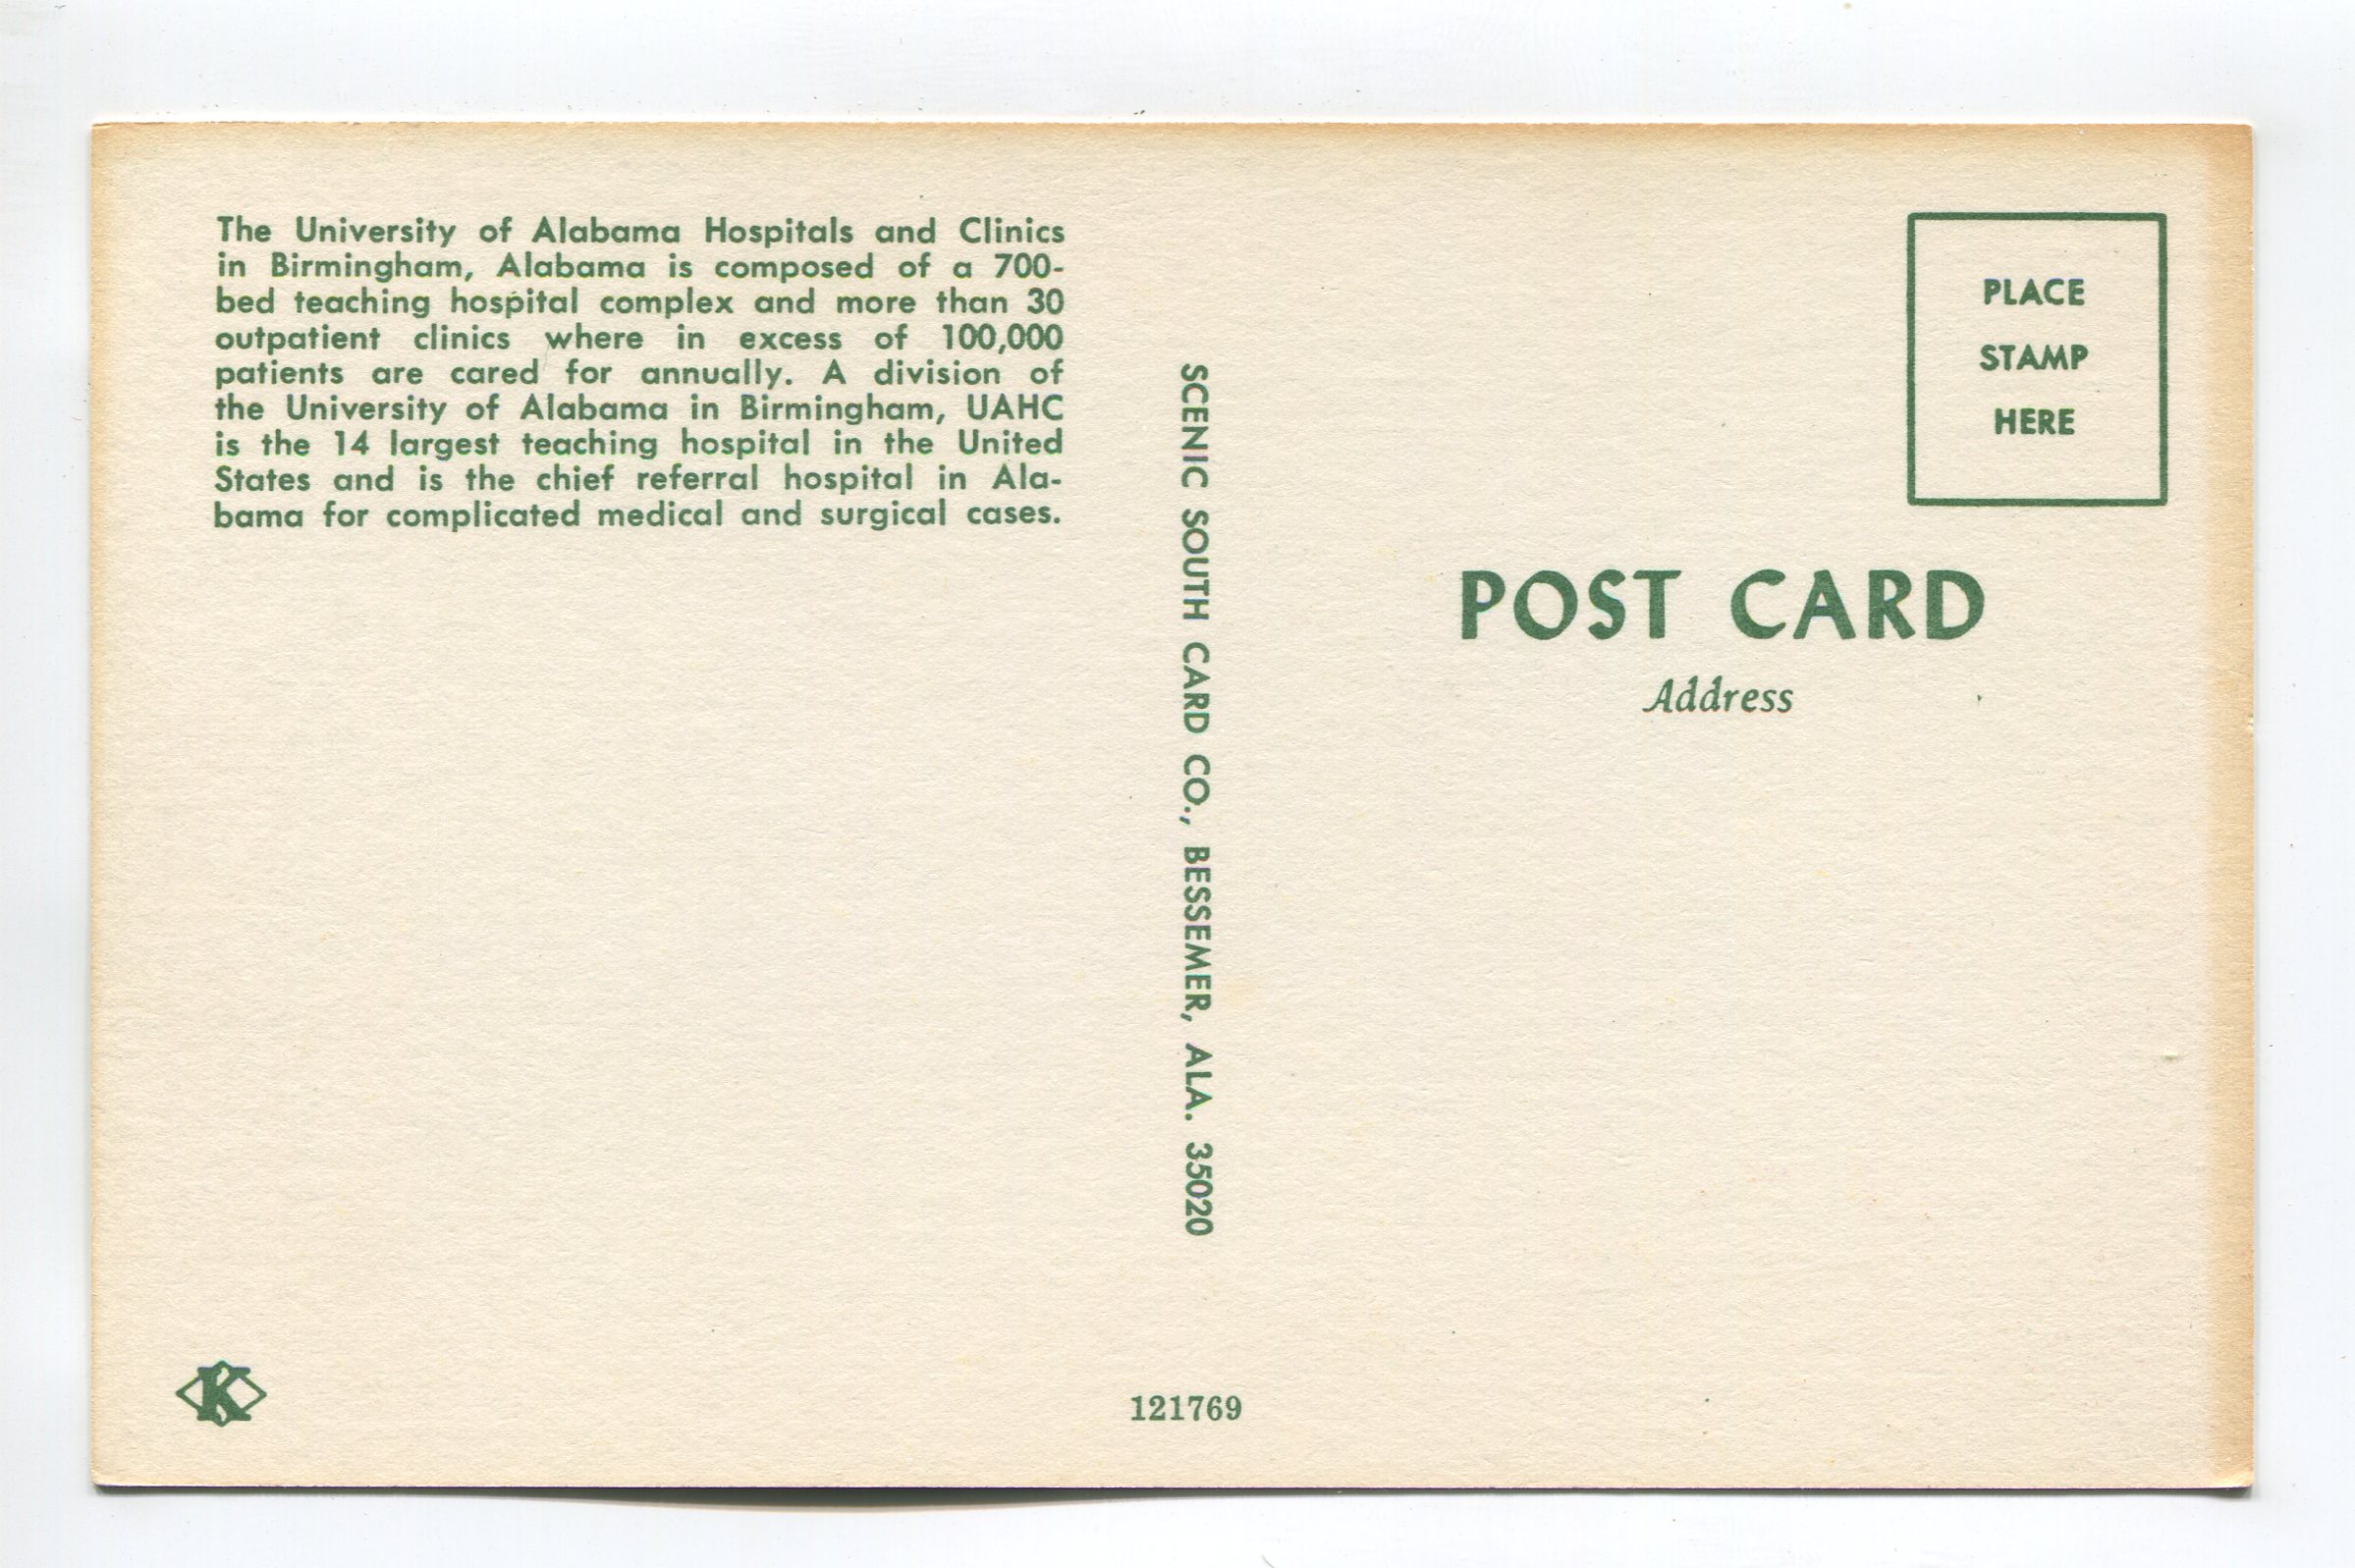 The University of Alabama Hospitals and Clinics
in Birmingham, Alabama is composed of a 700-
bed teaching hospital complex and more than 30
outpatient clinics where in excess of 100,000
patients are cared for annually. A division of
the University of Alabama in Birmingham, UAHC
is the 14 largest teaching hospital in the United
States and is the chief referral hospital in Ala-
bama for complicated medical and surgical cases.
SCENIC SOUTH CARD CO., BESSEMER, ALA. 35020
PLACE
STAMP
HERE
POST CARD
Address
K
121769